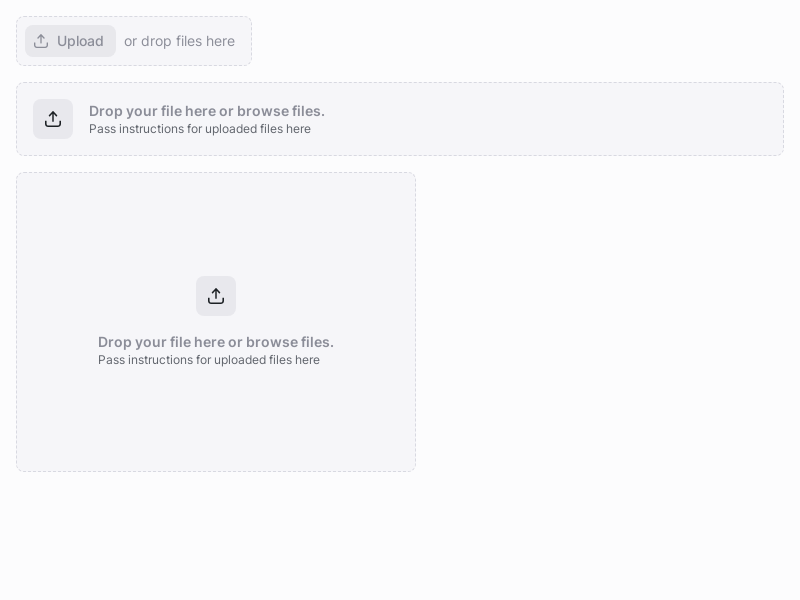 Upload or drop files here
Drop your file here or browse files.
Pass instructions for uploaded files here
Drop your file here or browse files.
Pass instructions for uploaded files here